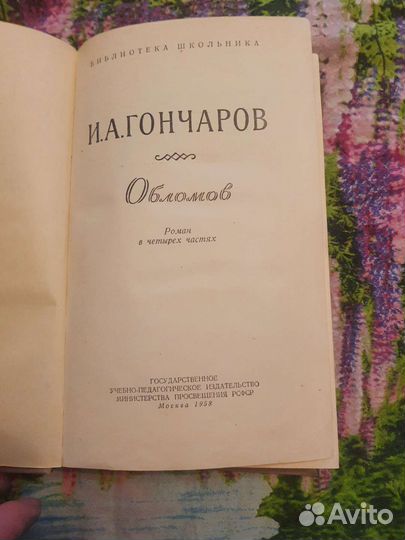 БИБЛИОТЕКА ШКОЛЬНИКА
И.А.ГОНЧАРОВ
Обломов
Роман
в четырех частях
ГОСУДАРСТВЕННОЕ
УЧЕБНО-ПЕДАГОГИЧЕСКОЕ ИЗДАТЕЛЬСТВО
МИНИСТЕРСТВА ПРОСВЕЩЕНИЯ РСФСР
Москва 1958
Avito